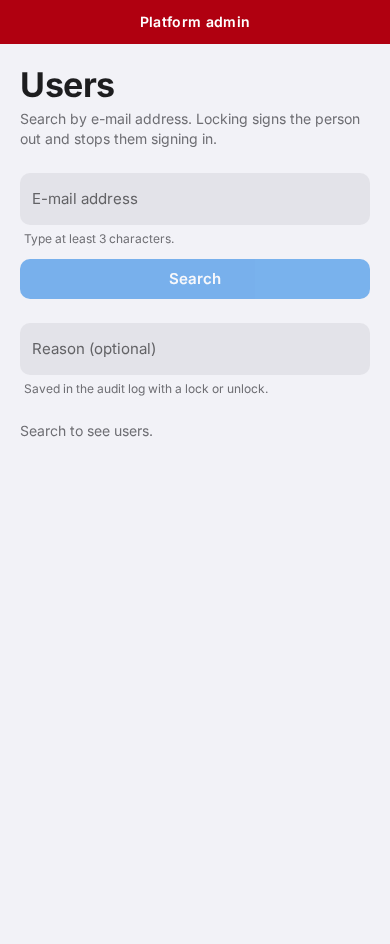 Platform admin
Users
Search by e-mail address. Locking signs the person
out and stops them signing in.
E-mail address
Type at least 3 characters.
Search
Reason (optional)
Saved in the audit log with a lock or unlock.
Search to see users.